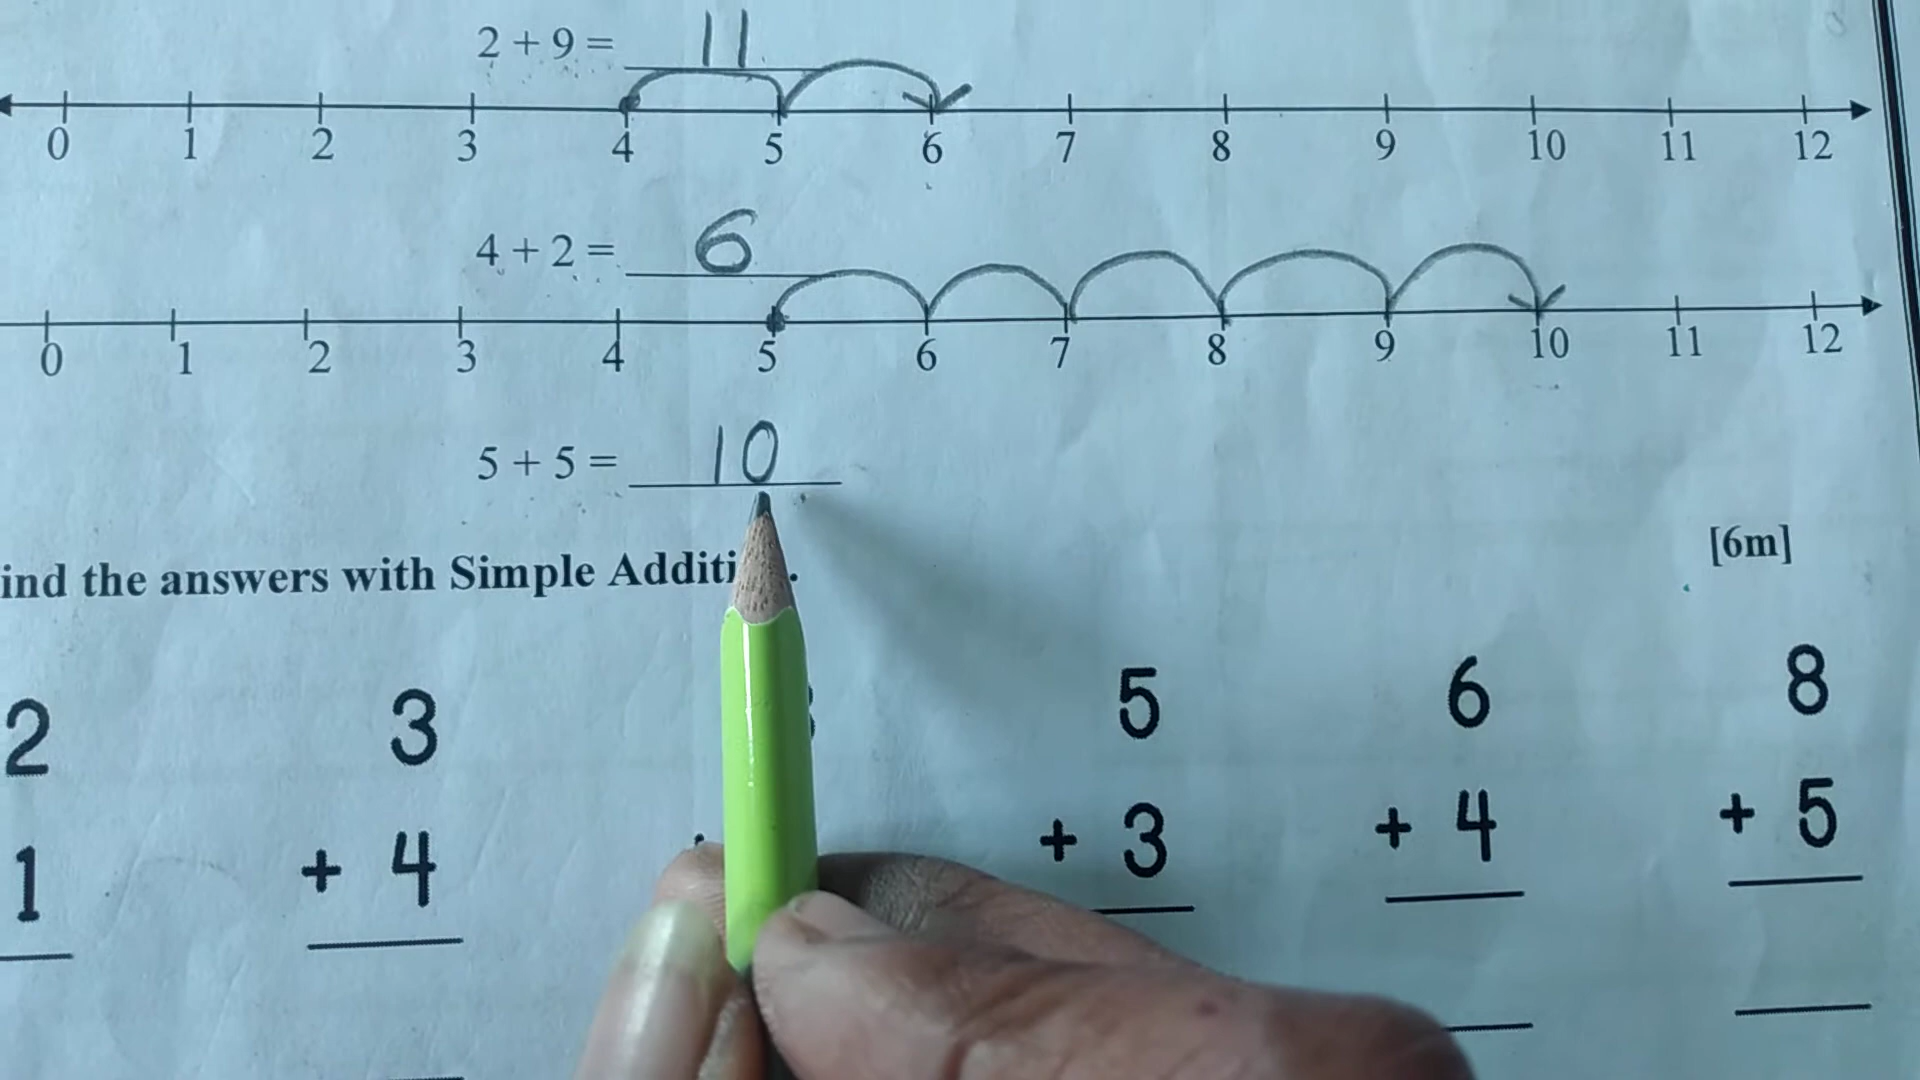 2 + 9 = 11
0 1 2 3 4 5 6 7 8 9 10 11 12
4 + 2 = 6
0 1 2 3 4 5 6 7 8 9 10 11 12
5 + 5 = 10
ind the answers with Simple Additi .
[6m]
2 3 5 6 8
1 + 4 + 3 + 4 + 5